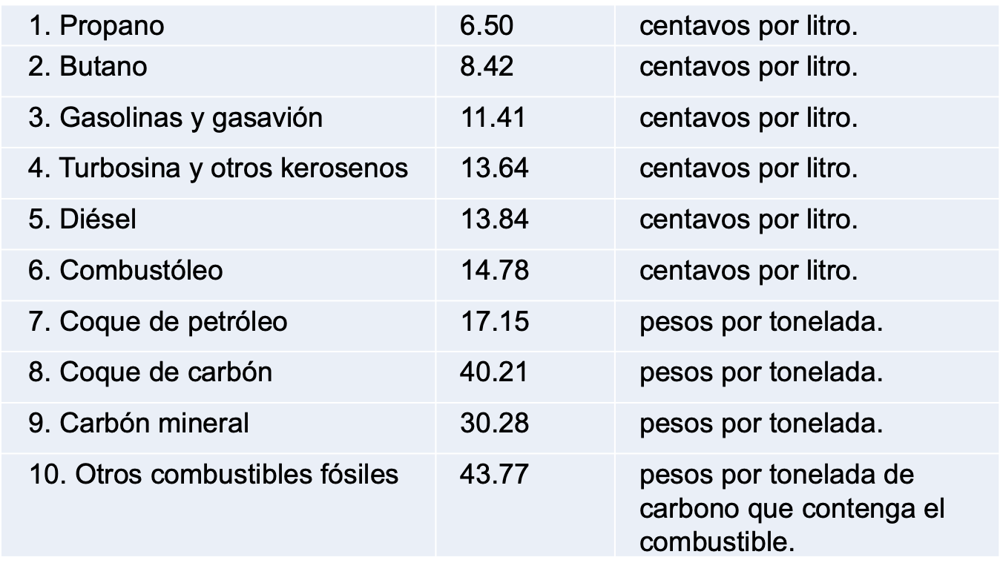 1. Propano 6.50 centavos por litro.
2. Butano 8.42 centavos por litro.
3. Gasolinas y gasavión 11.41 centavos por litro.
4. Turbosina y otros kerosenos 13.64 centavos por litro.
5. Diésel 13.84 centavos por litro.
6. Combustóleo 14.78 centavos por litro.
7. Coque de petróleo 17.15 pesos por tonelada.
8. Coque de carbón 40.21 pesos por tonelada.
9. Carbón mineral 30.28 pesos por tonelada.
10. Otros combustibles fósiles 43.77 pesos por tonelada de
carbono que contenga el
combustible.